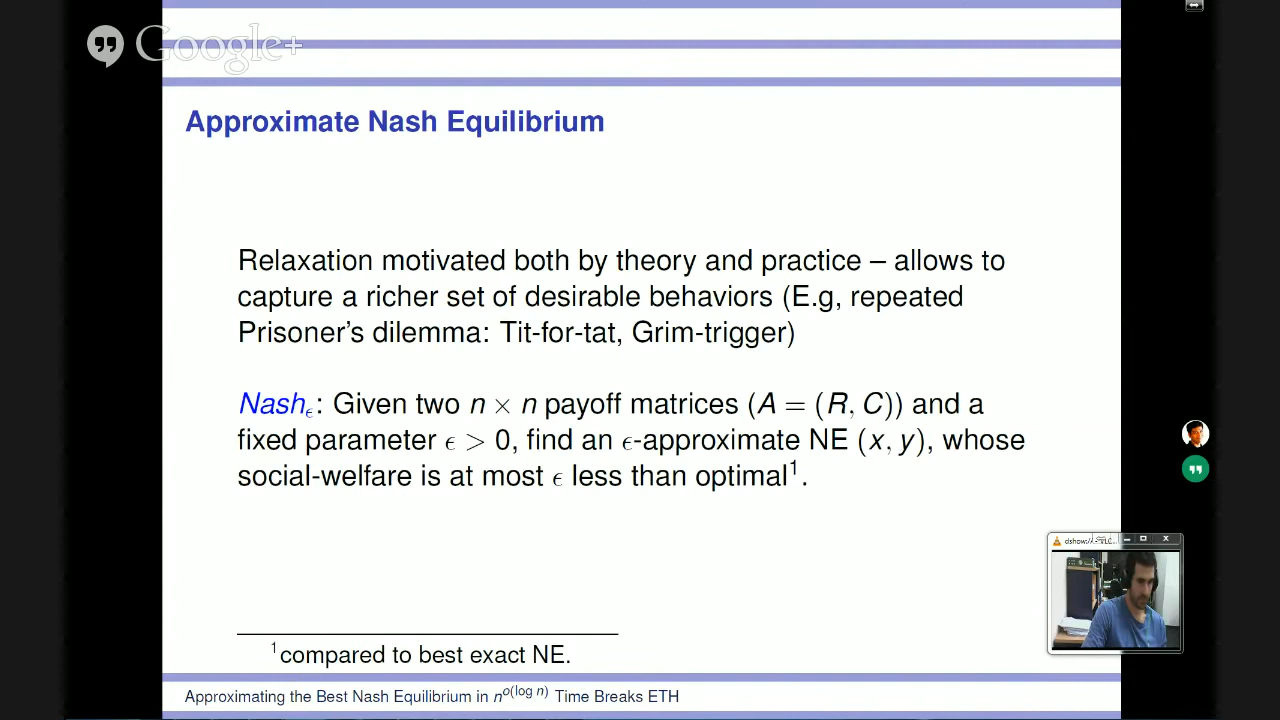 Google+
Approximate Nash Equilibrium
Relaxation motivated both by theory and practice – allows to
capture a richer set of desirable behaviors (E.g, repeated
Prisoner's dilemma: Tit-for-tat, Grim-trigger)
Nash_ϵ: Given two n × n payoff matrices (A = (R, C)) and a
fixed parameter ϵ > 0, find an ϵ-approximate NE (x, y), whose
social-welfare is at most ϵ less than optimal¹.
¹compared to best exact NE.
Approximating the Best Nash Equilibrium in n^o(log n) Time Breaks ETH